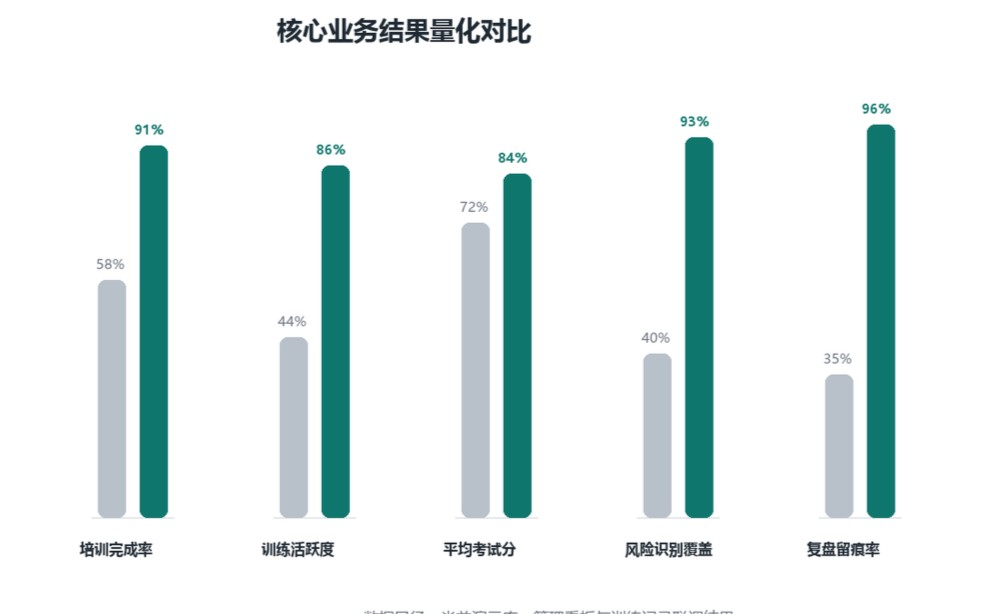 核心业务结果量化对比
91%
86%
84%
93%
96%
58%
44%
72%
40%
35%
培训完成率
训练活跃度
平均考试分
风险识别覆盖
复盘留痕率